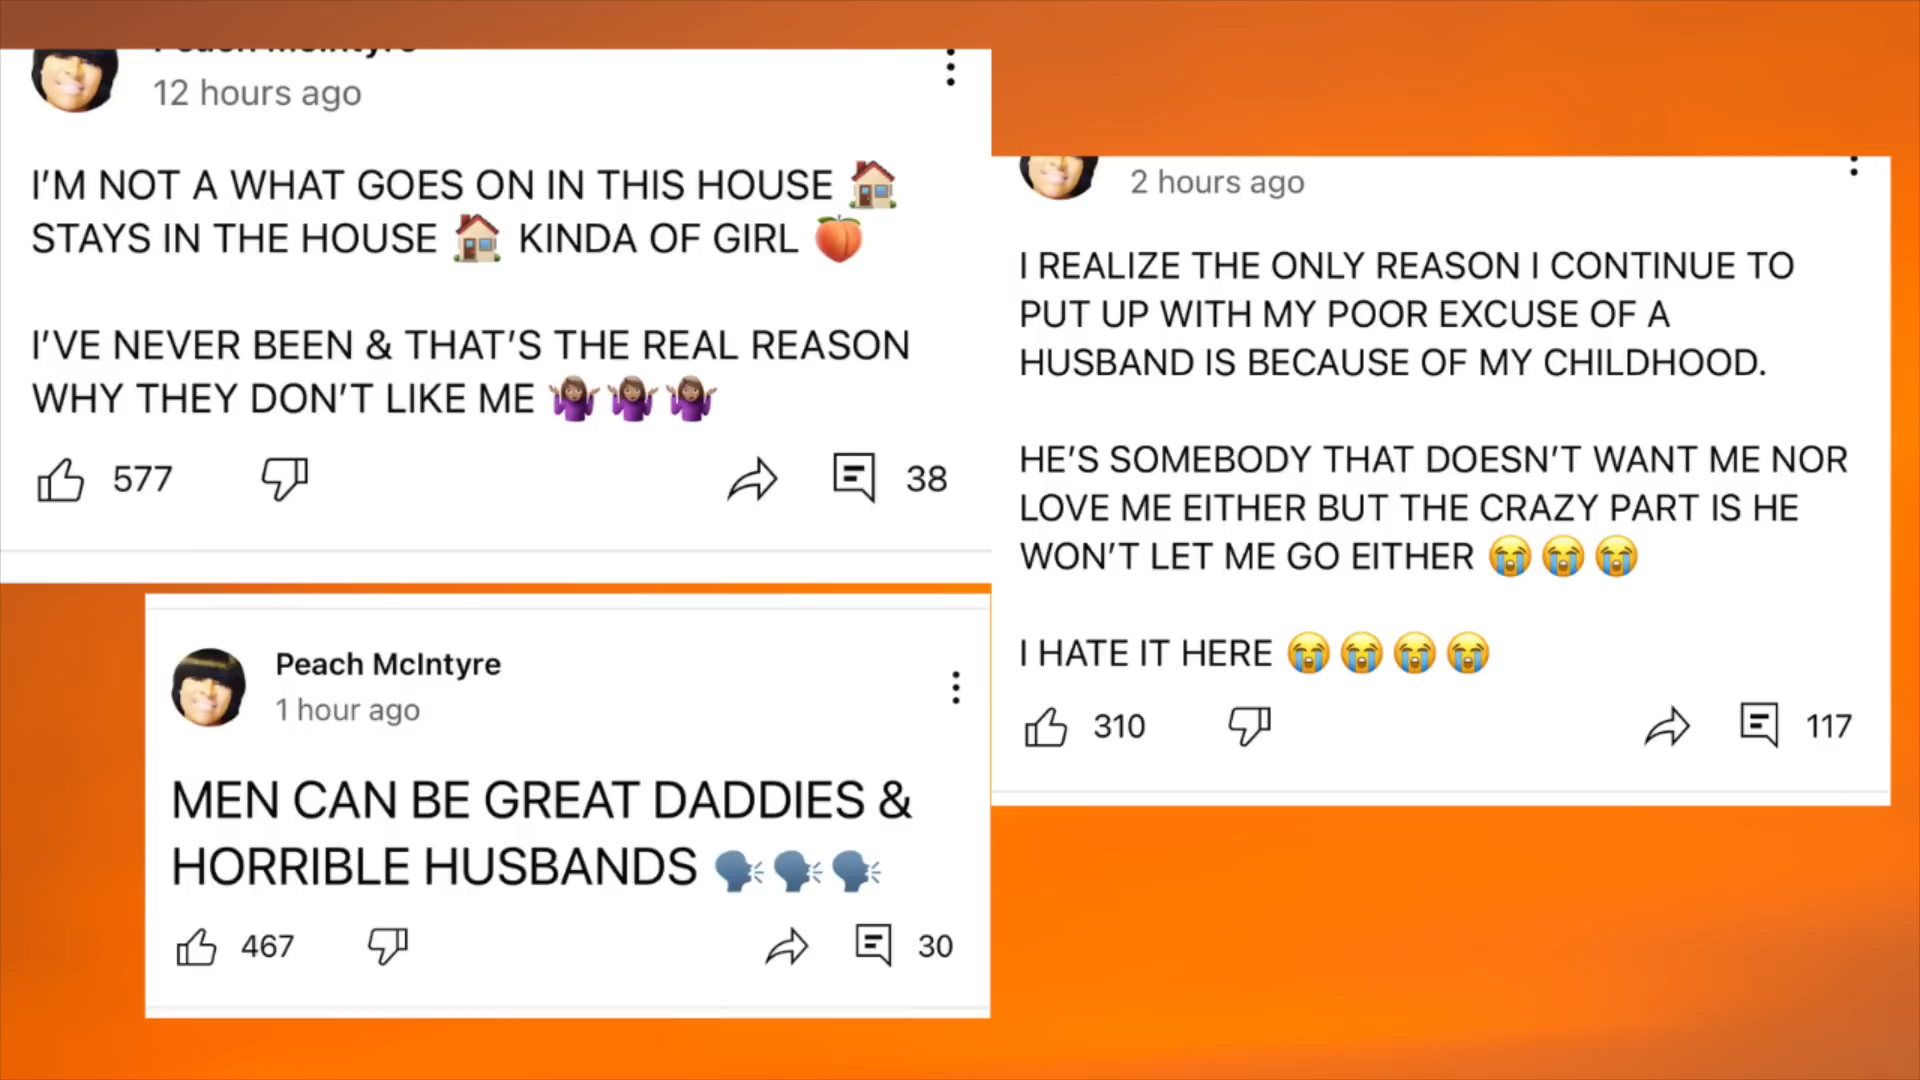 Peach McIntyre
12 hours ago
I'M NOT A WHAT GOES ON IN THIS HOUSE 🏠
STAYS IN THE HOUSE 🏠 KINDA OF GIRL 🍑
I'VE NEVER BEEN & THAT'S THE REAL REASON
WHY THEY DON'T LIKE ME 🤷🏽‍♀️🤷🏽‍♀️🤷🏽‍♀️
577
38
Peach McIntyre
1 hour ago
MEN CAN BE GREAT DADDIES &
HORRIBLE HUSBANDS 🗣️🗣️🗣️
467
30
2 hours ago
I REALIZE THE ONLY REASON I CONTINUE TO
PUT UP WITH MY POOR EXCUSE OF A
HUSBAND IS BECAUSE OF MY CHILDHOOD.
HE'S SOMEBODY THAT DOESN'T WANT ME NOR
LOVE ME EITHER BUT THE CRAZY PART IS HE
WON'T LET ME GO EITHER 😭😭😭
I HATE IT HERE 😭😭😭😭
310
117